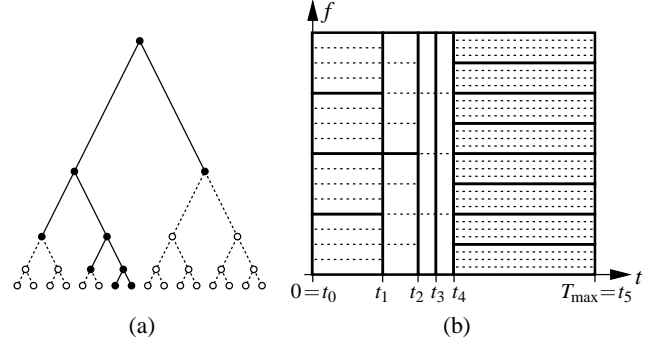 f
t
0 = t₀ t₁ t₂ t₃ t₄ Tₘₐₓ = t₅
(a) (b)